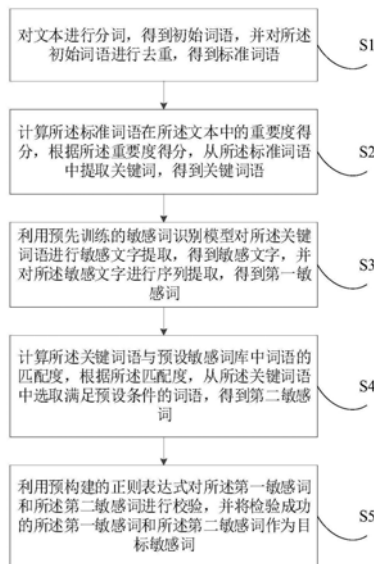 对文本进行分词，得到初始词语，并对所述
初始词语进行去重，得到标准词语
S1
计算所述标准词语在所述文本中的重要度得
分，根据所述重要度得分，从所述标准词语
中提取关键词，得到关键词语
S2
利用预先训练的敏感词识别模型对所述关键
词语进行敏感文字提取，得到敏感文字，并
对所述敏感文字进行序列提取，得到第一敏
感词
S3
计算所述关键词语与预设敏感词库中词语的
匹配度，根据所述匹配度，从所述关键词语
中选取满足预设条件的词语，得到第二敏感
词
S4
利用预构建的正则表达式对所述第一敏感词
和所述第二敏感词进行校验，并将检验成功
的所述第一敏感词和所述第二敏感词作为目
标敏感词
S5